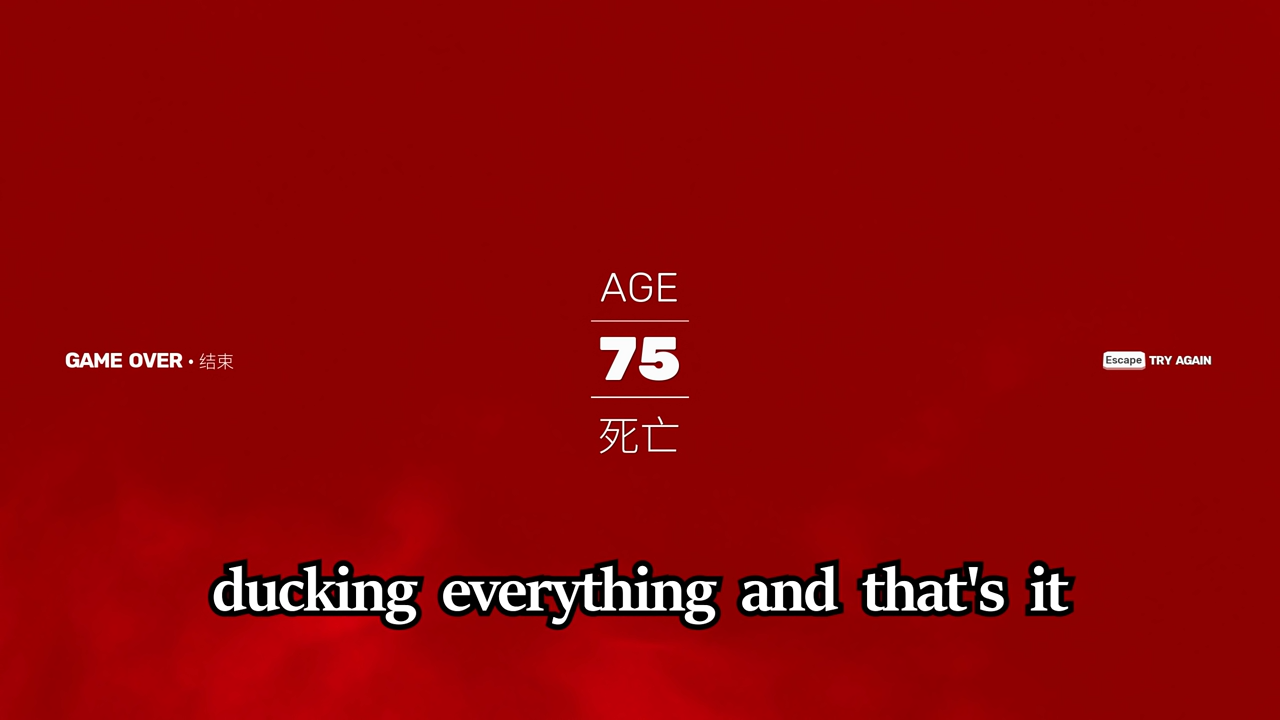 AGE
GAME OVER • 结束
75
Escape TRY AGAIN
死亡
ducking everything and that's it